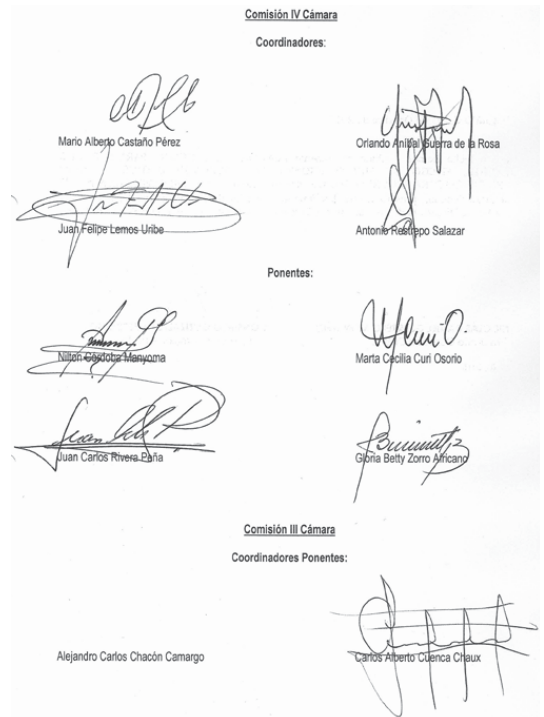 Comisión IV Cámara
Coordinadores:
Mario Alberto Castaño Pérez
Orlando Aníbal Guerra de la Rosa
Juan Felipe Lemos Uribe
Antonio Restrepo Salazar
Ponentes:
Nilton Córdoba Manyoma
Marta Cecilia Curi Osorio
Juan Carlos Rivera Peña
Gloria Betty Zorro Africano
Comisión III Cámara
Coordinadores Ponentes:
Alejandro Carlos Chacón Camargo
Carlos Alberto Cuenca Chaux